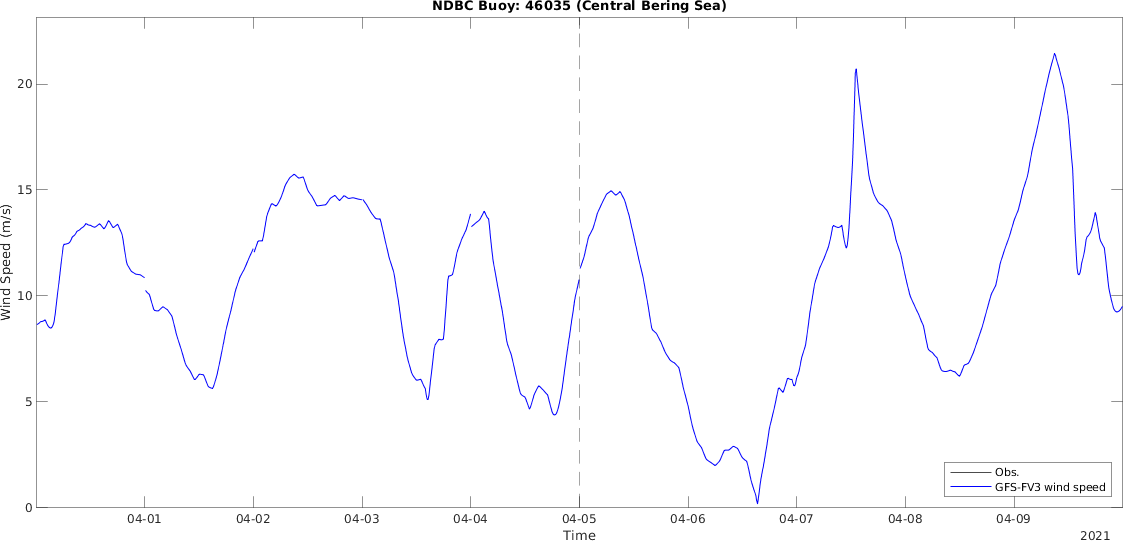 NDBC Buoy: 46035 (Central Bering Sea)
Wind Speed (m/s)
20
15
10
5
0
04-01 04-02 04-03 04-04 04-05 04-06 04-07 04-08 04-09
Time
2021
Obs.
GFS-FV3 wind speed